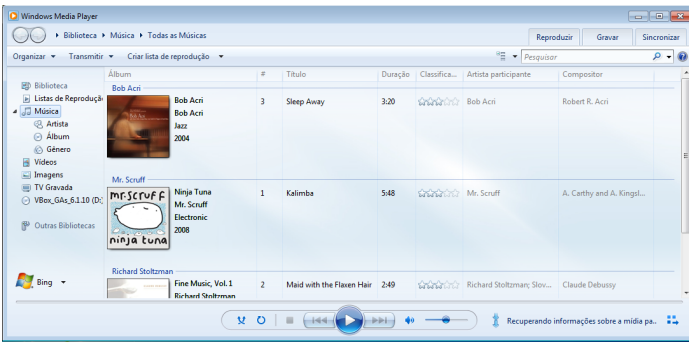 Windows Media Player
Biblioteca ▸ Música ▸ Todas as Músicas
Reproduzir Gravar Sincronizar
Organizar Transmitir Criar lista de reprodução Pesquisar
Álbum # Título Duração Classifica... Artista participante Compositor
Biblioteca
Listas de Reproduçã
Música
Artista
Álbum
Gênero
Vídeos
Imagens
TV Gravada
VBox_GAs_6.1.10 (D:)
Outras Bibliotecas
Bing
Bob Acri
Bob Acri 3 Sleep Away 3:20 Bob Acri Robert R. Acri
Bob Acri
Jazz
2004
Mr. Scruff
mr.scruff
ninja tuna
Ninja Tuna 1 Kalimba 5:48 Mr. Scruff A. Carthy and A. Kingsl...
Mr. Scruff
Electronic
2008
Richard Stoltzman
Fine Music, Vol. 1 2 Maid with the Flaxen Hair 2:49 Richard Stoltzman; Slov... Claude Debussy
Richard Stoltzman
Recuperando informações sobre a mídia pa..